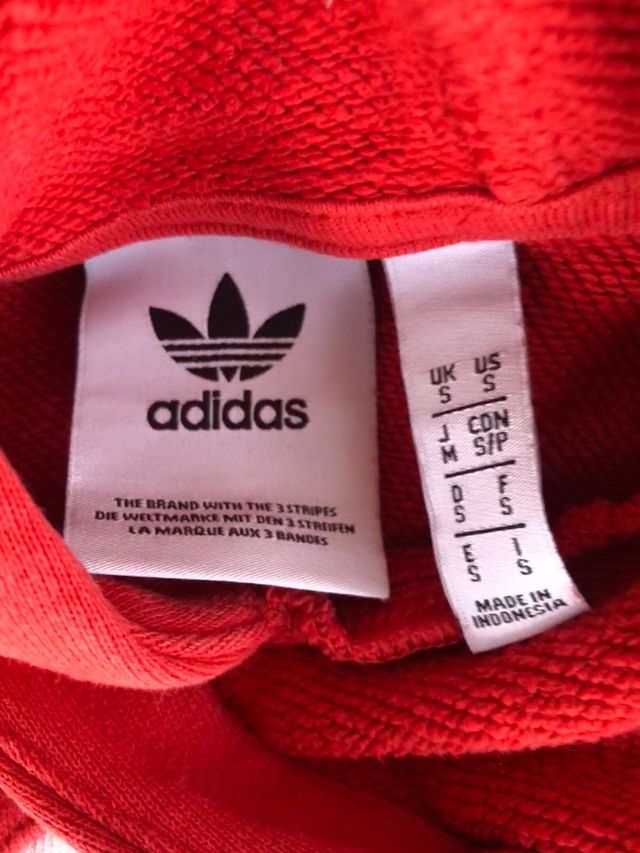 adidas
THE BRAND WITH THE 3 STRIPES
DIE WELTMARKE MIT DEN 3 STREIFEN
LA MARQUE AUX 3 BANDES
UK US
S S
J CDN
M S/P
D F
S S
E I
S S
MADE IN
INDONESIA